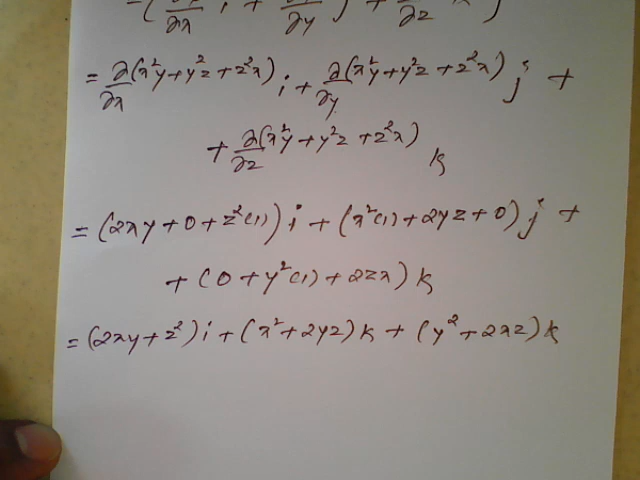 = (∂/∂x i + ∂/∂y j + ∂/∂z k)
= ∂(x²y+y²z+z²x)/∂x i + ∂(x²y+y²z+z²x)/∂y j +
+ ∂(x²y+y²z+z²x)/∂z k
= (2xy+0+z²(1)) i + (x²(1)+2yz+0) j +
+ (0+y²(1)+2zx) k
= (2xy+z²) i + (x²+2yz) k + (y²+2xz) k